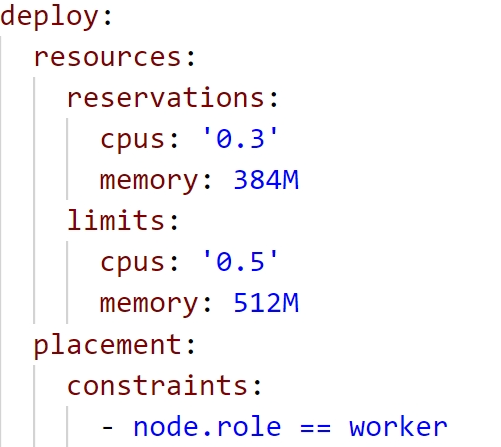 deploy:
  resources:
    reservations:
      cpus: '0.3'
      memory: 384M
    limits:
      cpus: '0.5'
      memory: 512M
  placement:
    constraints:
      - node.role == worker